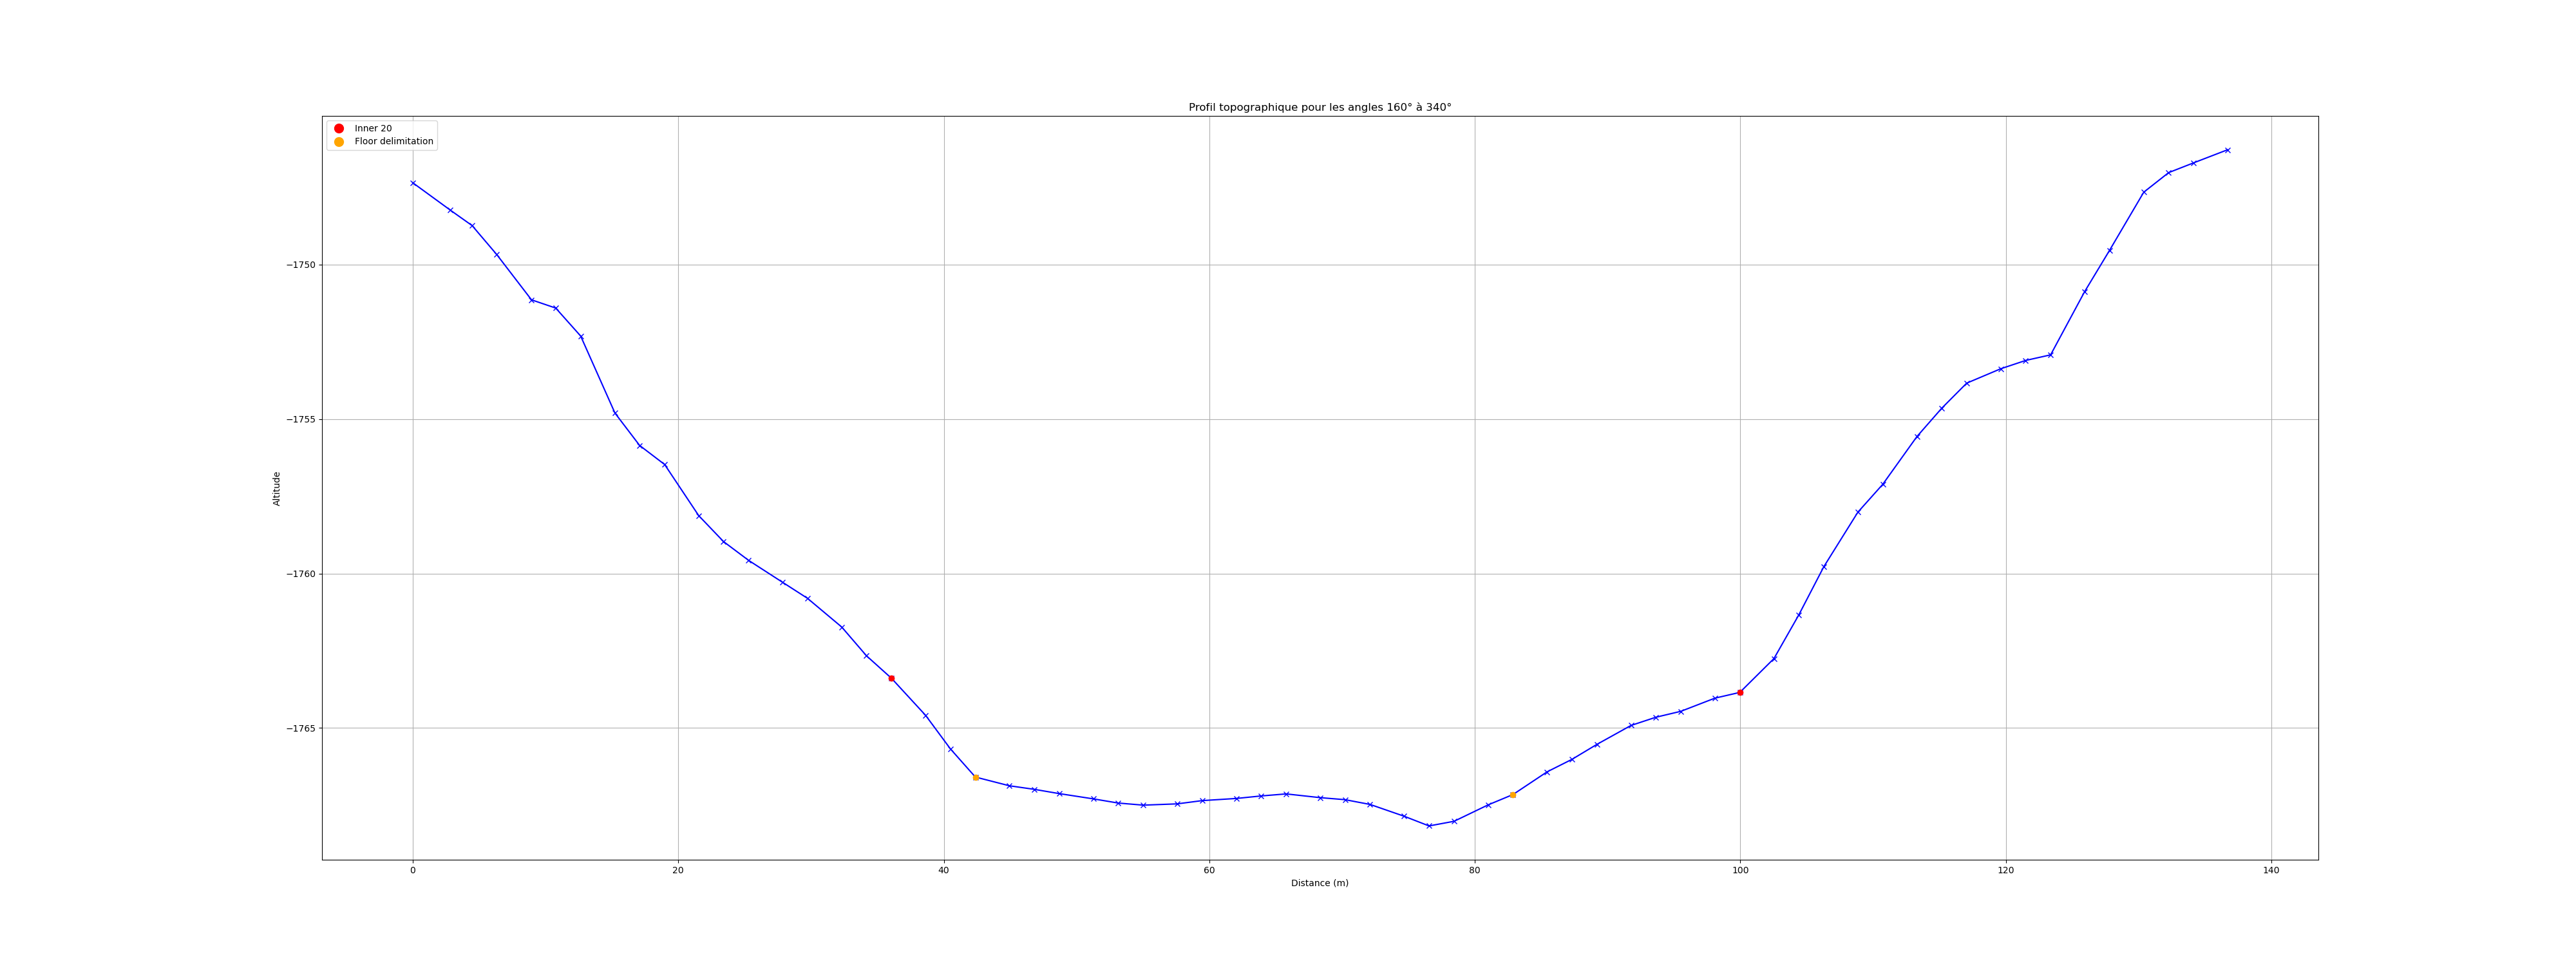 Profil topographique pour les angles 160° à 340°
Inner 20
Floor delimitation
−1750
−1755
−1760
−1765
Altitude
0 20 40 60 80 100 120 140
Distance (m)